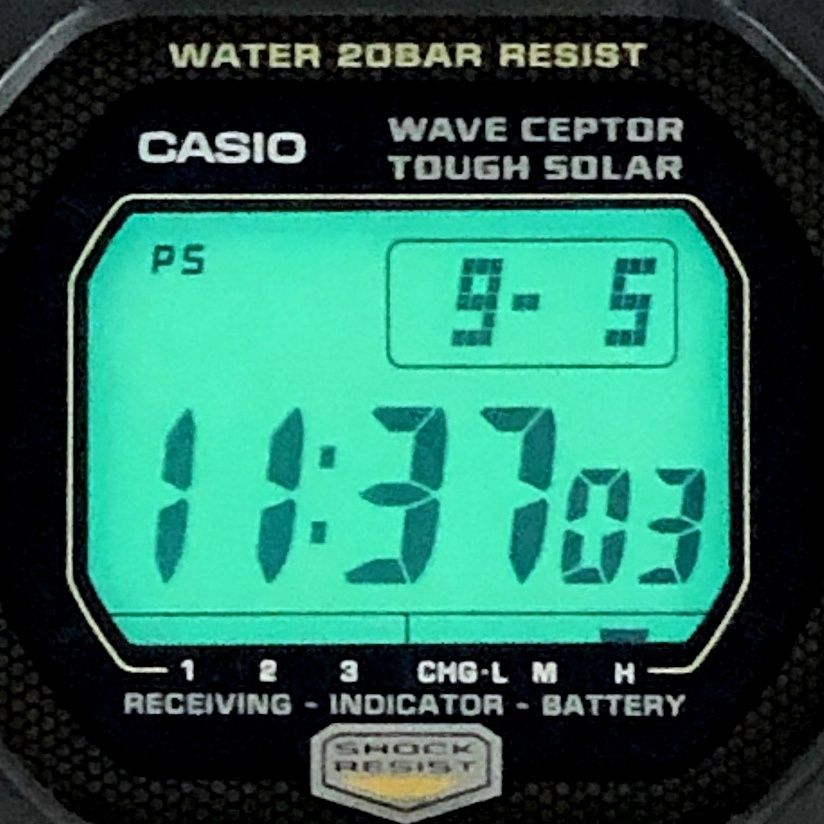 WATER 20BAR RESIST
CASIO
WAVE CEPTOR
TOUGH SOLAR
PS
9- 5
11:37 03
1 2 3 CHG-L M H
RECEIVING - INDICATOR - BATTERY
SHOCK
RESIST